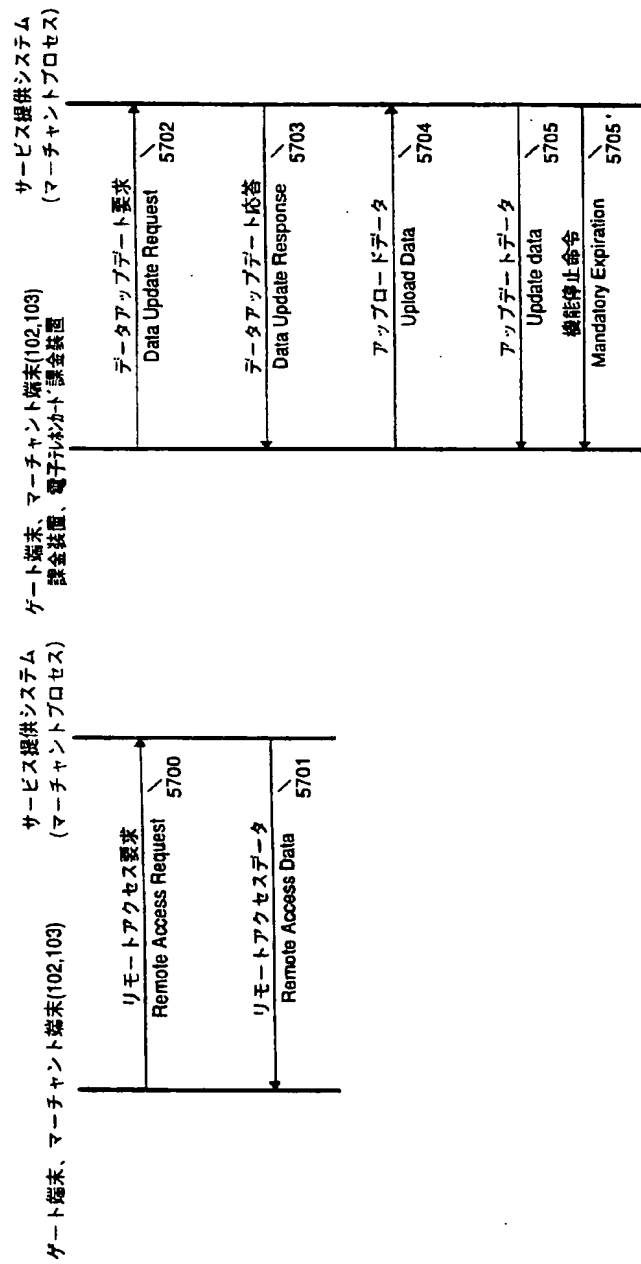 ゲート端末、マーチャント端末(102,103)
サービス提供システム
(マーチャントプロセス)
リモートアクセス要求
Remote Access Request
5700
リモートアクセスデータ
Remote Access Data
5701
ゲート端末、マーチャント端末(102,103)
課金装置、電子テレホンカード課金装置
サービス提供システム
(マーチャントプロセス)
データアップデート要求
Data Update Request
5702
データアップデート応答
Data Update Response
5703
アップロードデータ
Upload Data
5704
アップデートデータ
Update data
5705
機能停止命令
Mandatory Expiration
5705'